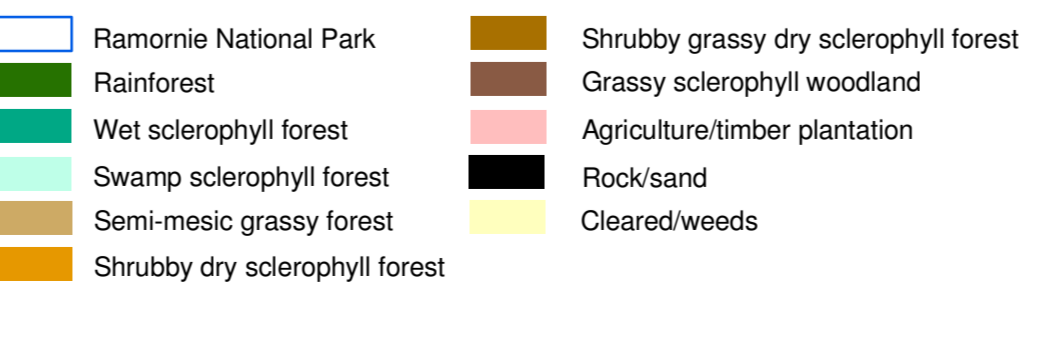 Ramornie National Park
Rainforest
Wet sclerophyll forest
Swamp sclerophyll forest
Semi-mesic grassy forest
Shrubby dry sclerophyll forest
Shrubby grassy dry sclerophyll forest
Grassy sclerophyll woodland
Agriculture/timber plantation
Rock/sand
Cleared/weeds